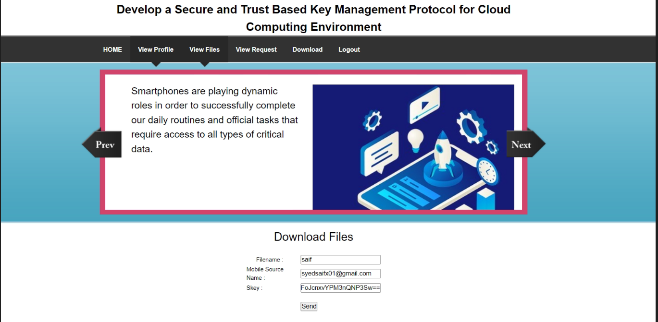 Develop a Secure and Trust Based Key Management Protocol for Cloud
Computing Environment
HOME View Profile View Files View Request Download Logout
Smartphones are playing dynamic
roles in order to successfully complete
our daily routines and official tasks that
require access to all types of critical
data.
Prev
Next
Download Files
Filename : saif
Mobile Source
Name : syedsaifx01@gmail.com
Skey :
Send